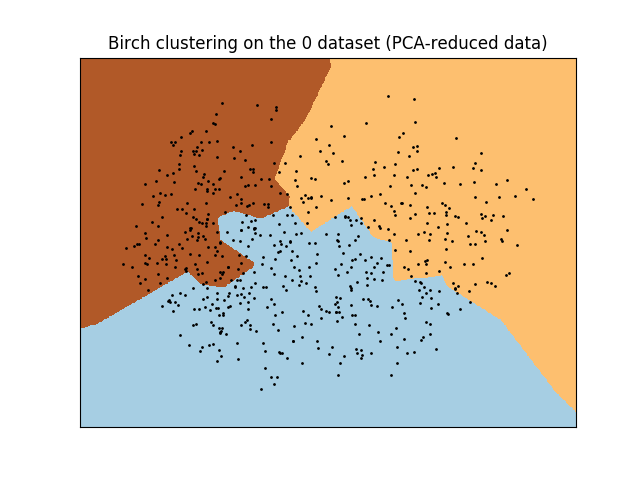 Birch clustering on the 0 dataset (PCA-reduced data)